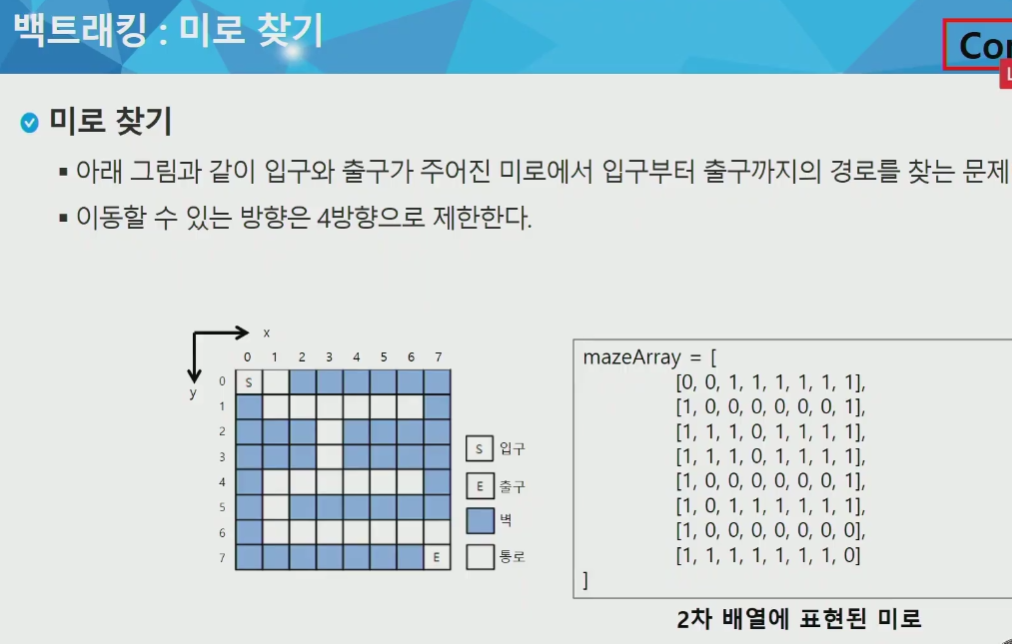 백트래킹 : 미로 찾기
미로 찾기
▪ 아래 그림과 같이 입구와 출구가 주어진 미로에서 입구부터 출구까지의 경로를 찾는 문제
▪ 이동할 수 있는 방향은 4방향으로 제한한다.
x
0 1 2 3 4 5 6 7
y
0 S
1
2
3
4
5
6
7 E
S 입구
E 출구
벽
통로
mazeArray = [
[0, 0, 1, 1, 1, 1, 1, 1],
[1, 0, 0, 0, 0, 0, 0, 1],
[1, 1, 1, 0, 1, 1, 1, 1],
[1, 1, 1, 0, 1, 1, 1, 1],
[1, 0, 0, 0, 0, 0, 0, 1],
[1, 0, 1, 1, 1, 1, 1, 1],
[1, 0, 0, 0, 0, 0, 0, 0],
[1, 1, 1, 1, 1, 1, 1, 0]
]
2차 배열에 표현된 미로